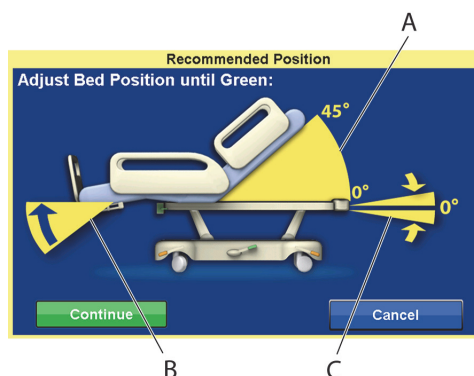 A
Recommended Position
Adjust Bed Position until Green:
45°
0°
0°
Continue
Cancel
B
C